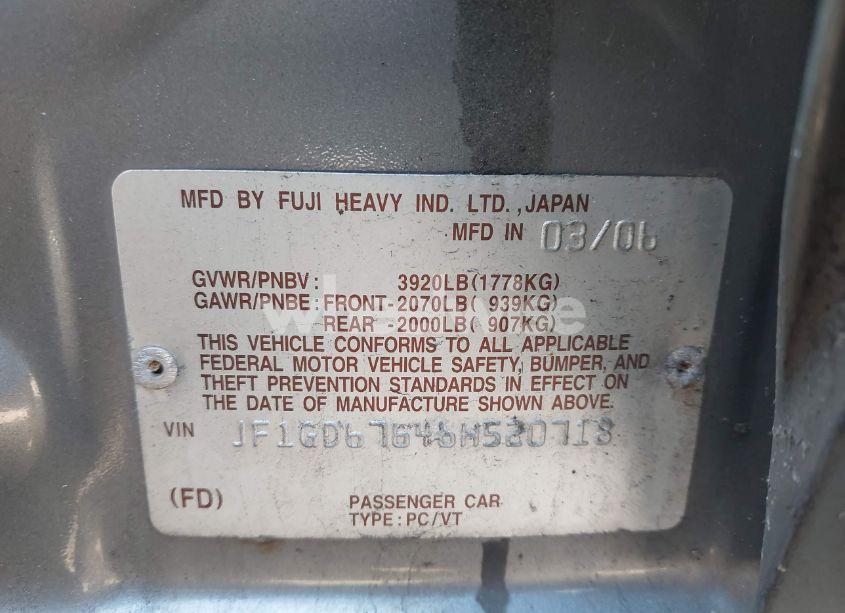 MFD BY FUJI HEAVY IND. LTD., JAPAN
MFD IN 03/06
GVWR/PNBV: 3920LB(1778KG)
GAWR/PNBE: FRONT-2070LB( 939KG)
REAR -2000LB( 907KG)
THIS VEHICLE CONFORMS TO ALL APPLICABLE
FEDERAL MOTOR VEHICLE SAFETY, BUMPER, AND
THEFT PREVENTION STANDARDS IN EFFECT ON
THE DATE OF MANUFACTURE SHOWN ABOVE.
VIN JF1GD67646H520718
(FD) PASSENGER CAR
TYPE: PC/VT